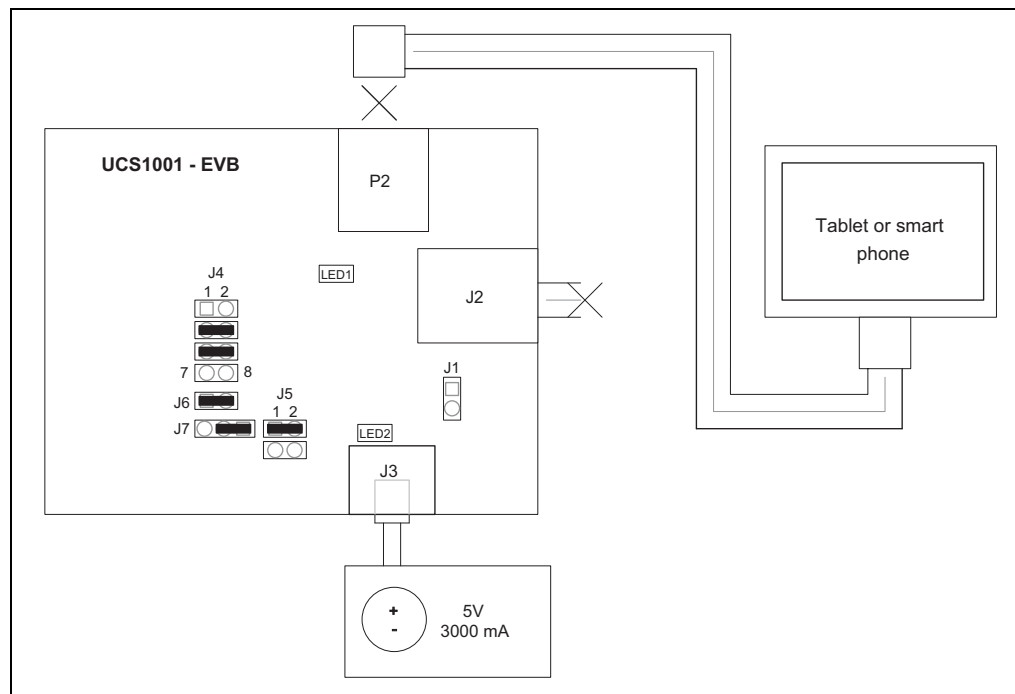 UCS1001 - EVB
P2
Tablet or smart
phone
LED1
J4
1 2
J2
7 8
J1
J5
J6
1 2
J7
LED2
J3
+
-
5V
3000 mA